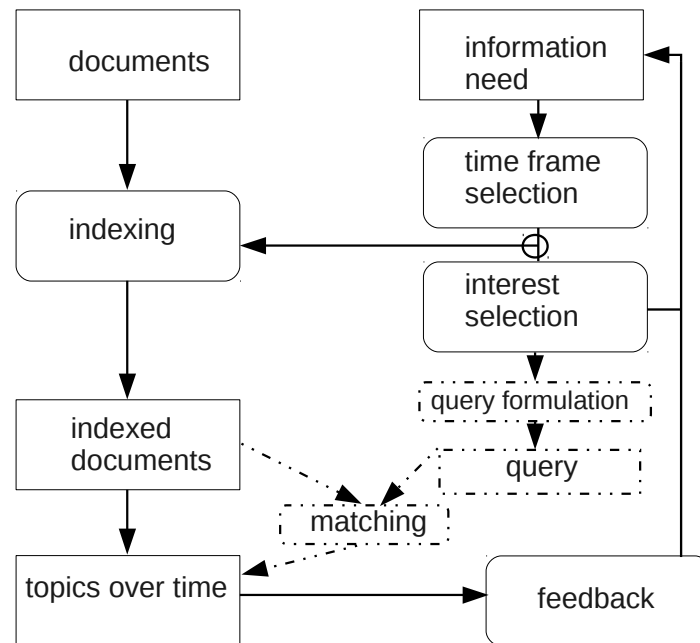 documents
information
need
time frame
selection
indexing
interest
selection
query formulation
indexed
documents
query
matching
topics over time
feedback